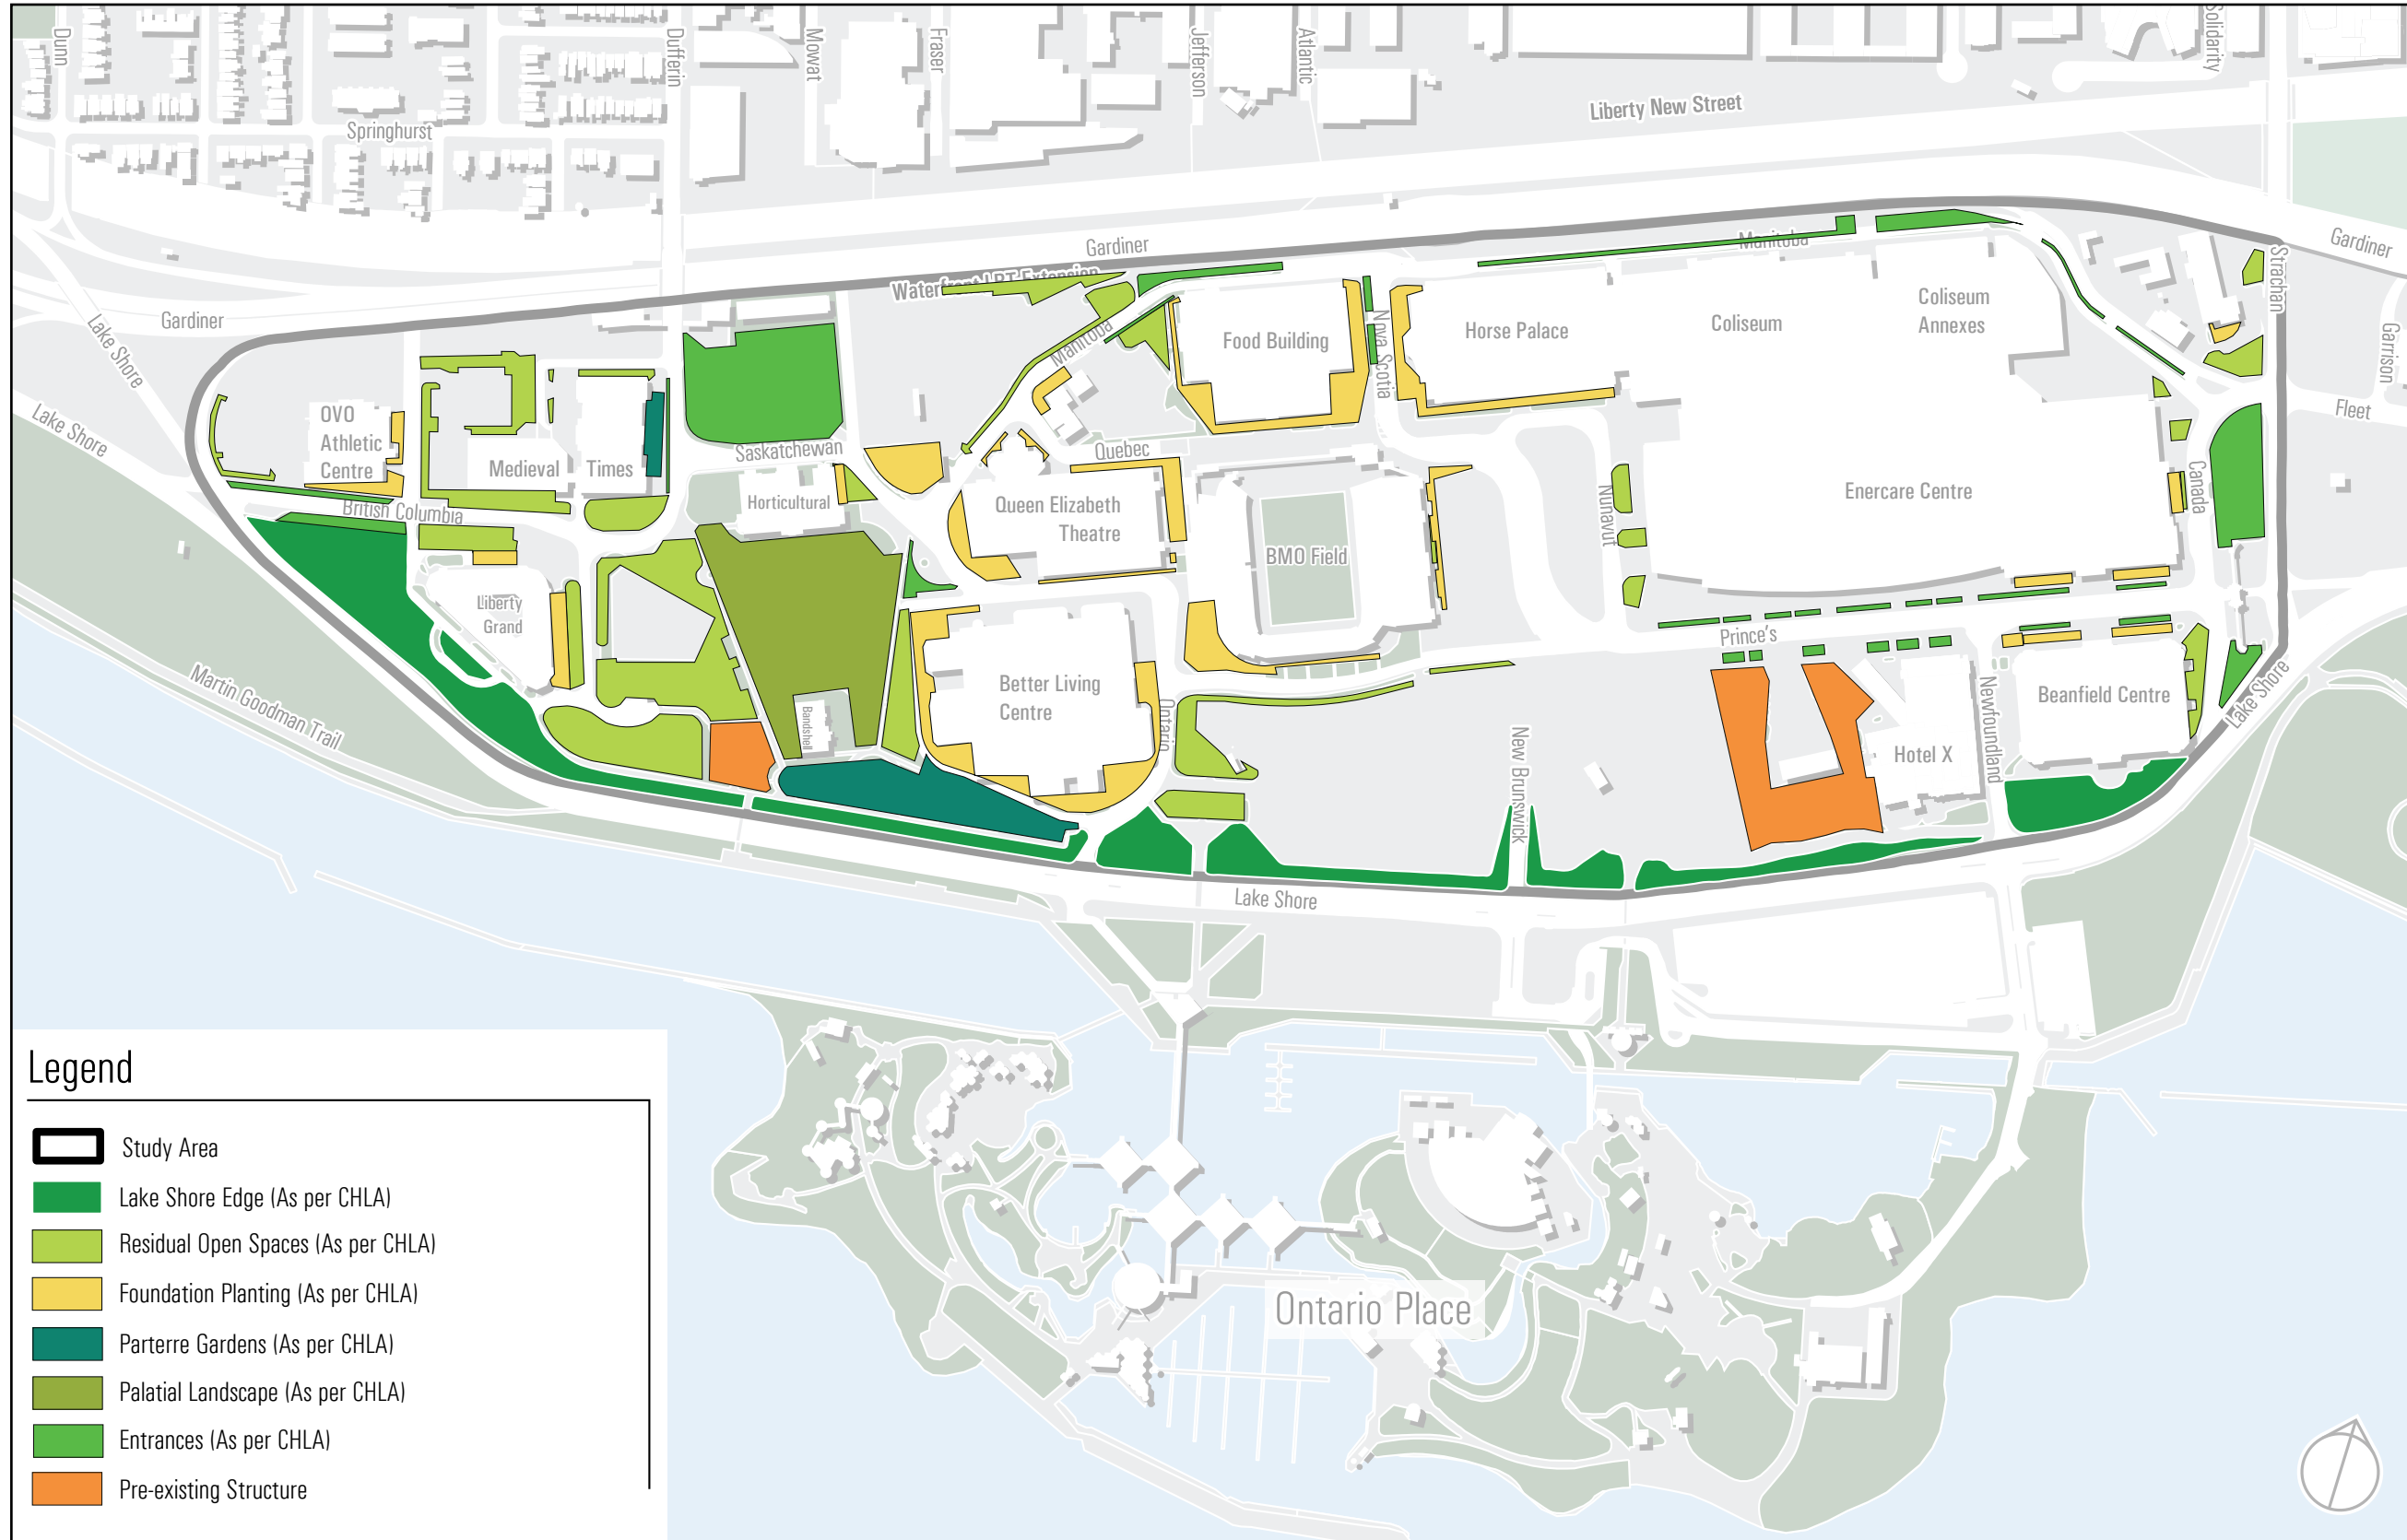 Dunn
Dufferin
Mowat
Fraser
Jefferson
Atlantic
Solidarity
Springhurst
Liberty New Street
Gardiner
Manitoba
Gardiner
Strachan
Waterfront LRT Extension
Lake Shore
Gardiner
Coliseum
Annexes
Coliseum
Horse Palace
Food Building
Nova Scotia
Manitoba
Garrison
Fleet
Lake Shore
OVO
Athletic
Centre
Medieval
Times
Saskatchewan
Quebec
Horticultural
Queen Elizabeth
Theatre
BMO Field
Nunavut
Enercare Centre
Canada
British Columbia
Liberty
Grand
Prince's
Martin Goodman Trail
Bandshell
Better Living
Centre
Ontario
New Brunswick
Hotel X
Newfoundland
Beanfield Centre
Lake Shore
Lake Shore
Ontario Place
Legend
Study Area
Lake Shore Edge (As per CHLA)
Residual Open Spaces (As per CHLA)
Foundation Planting (As per CHLA)
Parterre Gardens (As per CHLA)
Palatial Landscape (As per CHLA)
Entrances (As per CHLA)
Pre-existing Structure